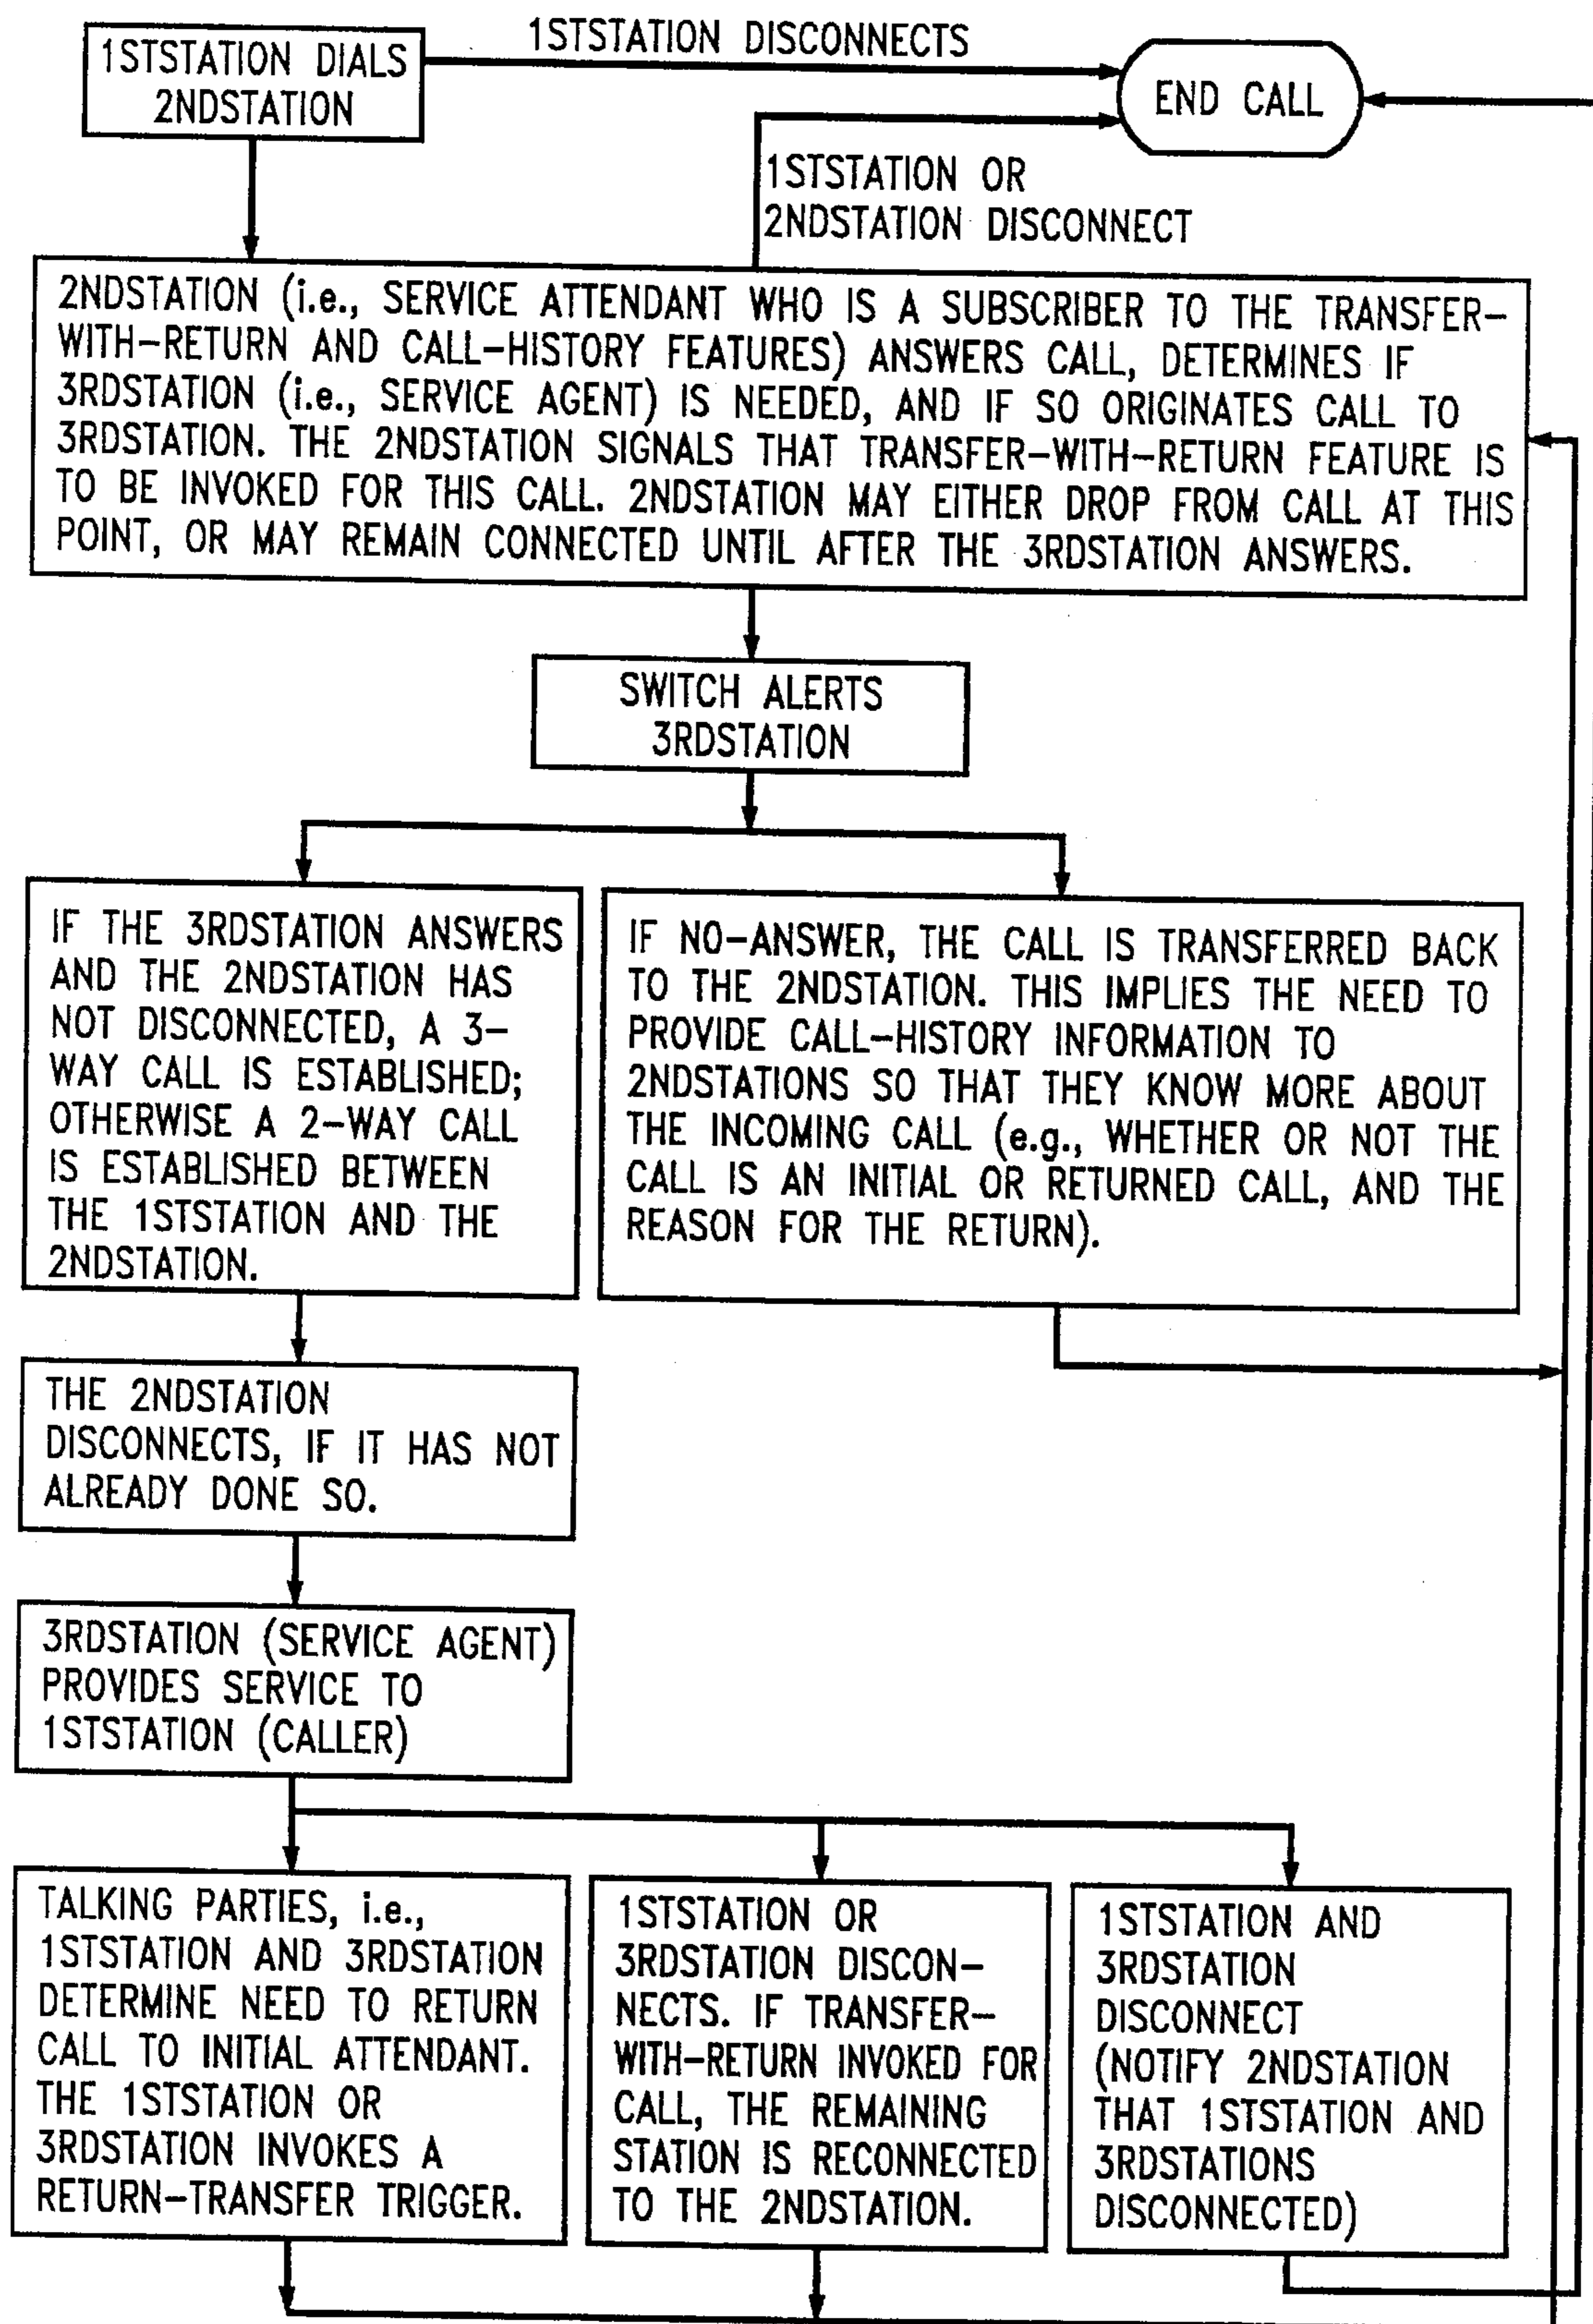 1STSTATION DIALS
2NDSTATION
1STSTATION DISCONNECTS
END CALL
1STSTATION OR
2NDSTATION DISCONNECT
2NDSTATION (i.e., SERVICE ATTENDANT WHO IS A SUBSCRIBER TO THE TRANSFER-
WITH-RETURN AND CALL-HISTORY FEATURES) ANSWERS CALL, DETERMINES IF
3RDSTATION (i.e., SERVICE AGENT) IS NEEDED, AND IF SO ORIGINATES CALL TO
3RDSTATION. THE 2NDSTATION SIGNALS THAT TRANSFER-WITH-RETURN FEATURE IS
TO BE INVOKED FOR THIS CALL. 2NDSTATION MAY EITHER DROP FROM CALL AT THIS
POINT, OR MAY REMAIN CONNECTED UNTIL AFTER THE 3RDSTATION ANSWERS.
SWITCH ALERTS
3RDSTATION
IF THE 3RDSTATION ANSWERS
AND THE 2NDSTATION HAS
NOT DISCONNECTED, A 3-
WAY CALL IS ESTABLISHED;
OTHERWISE A 2-WAY CALL
IS ESTABLISHED BETWEEN
THE 1STSTATION AND THE
2NDSTATION.
IF NO-ANSWER, THE CALL IS TRANSFERRED BACK
TO THE 2NDSTATION. THIS IMPLIES THE NEED TO
PROVIDE CALL-HISTORY INFORMATION TO
2NDSTATIONS SO THAT THEY KNOW MORE ABOUT
THE INCOMING CALL (e.g., WHETHER OR NOT THE
CALL IS AN INITIAL OR RETURNED CALL, AND THE
REASON FOR THE RETURN).
THE 2NDSTATION
DISCONNECTS, IF IT HAS NOT
ALREADY DONE SO.
3RDSTATION (SERVICE AGENT)
PROVIDES SERVICE TO
1STSTATION (CALLER)
TALKING PARTIES, i.e.,
1STSTATION AND 3RDSTATION
DETERMINE NEED TO RETURN
CALL TO INITIAL ATTENDANT.
THE 1STSTATION OR
3RDSTATION INVOKES A
RETURN-TRANSFER TRIGGER.
1STSTATION OR
3RDSTATION DISCON-
NECTS. IF TRANSFER-
WITH-RETURN INVOKED FOR
CALL, THE REMAINING
STATION IS RECONNECTED
TO THE 2NDSTATION.
1STSTATION AND
3RDSTATION
DISCONNECT
(NOTIFY 2NDSTATION
THAT 1STSTATION AND
3RDSTATIONS
DISCONNECTED)